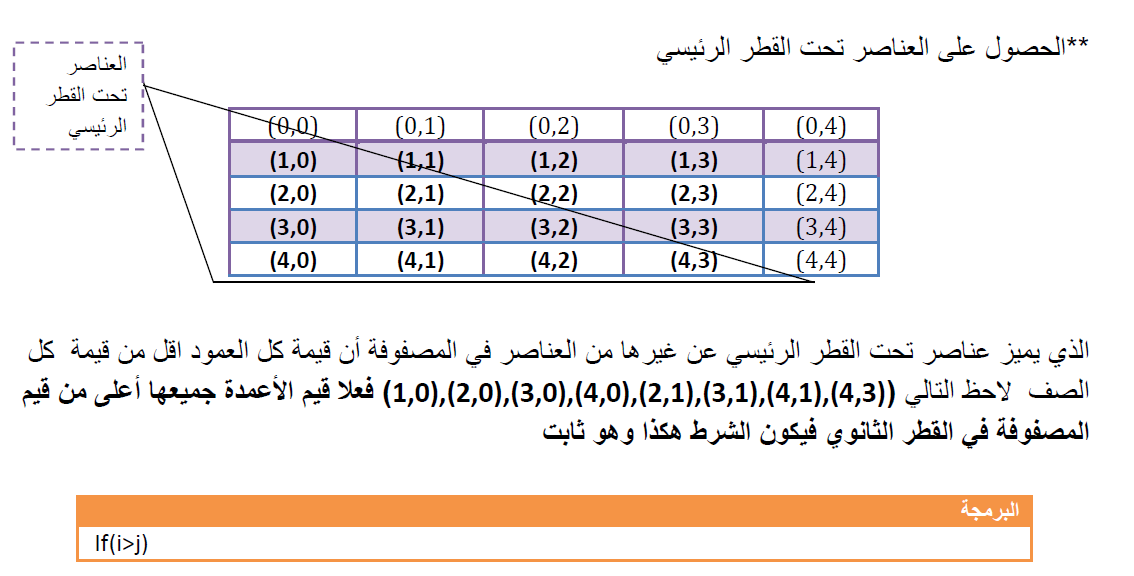 **الحصول على العناصر تحت القطر الرئيسي
العناصر
تحت القطر
الرئيسي
(0,0) (0,1) (0,2) (0,3) (0,4)
(1,0) (1,1) (1,2) (1,3) (1,4)
(2,0) (2,1) (2,2) (2,3) (2,4)
(3,0) (3,1) (3,2) (3,3) (3,4)
(4,0) (4,1) (4,2) (4,3) (4,4)
الذي يميز عناصر تحت القطر الرئيسي عن غيرها من العناصر في المصفوفة أن قيمة كل العمود اقل من قيمة كل
الصف لاحظ التالي (1,0),(2,0),(3,0),(4,0),(2,1),(3,1),(4,1),(4,3)) فعلا قيم الأعمدة جميعها أعلى من قيم
المصفوفة في القطر الثانوي فيكون الشرط هكذا وهو ثابت
البرمجة
If(i>j)